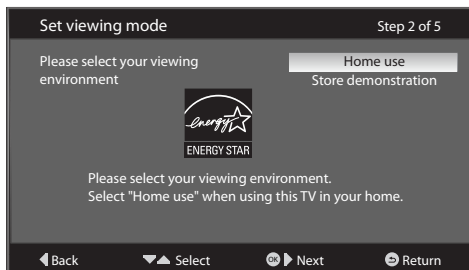 Set viewing mode Step 2 of 5
Please select your viewing environment
Home use
Store demonstration
energy
ENERGY STAR
Please select your viewing environment.
Select "Home use" when using this TV in your home.
Back Select OK Next Return